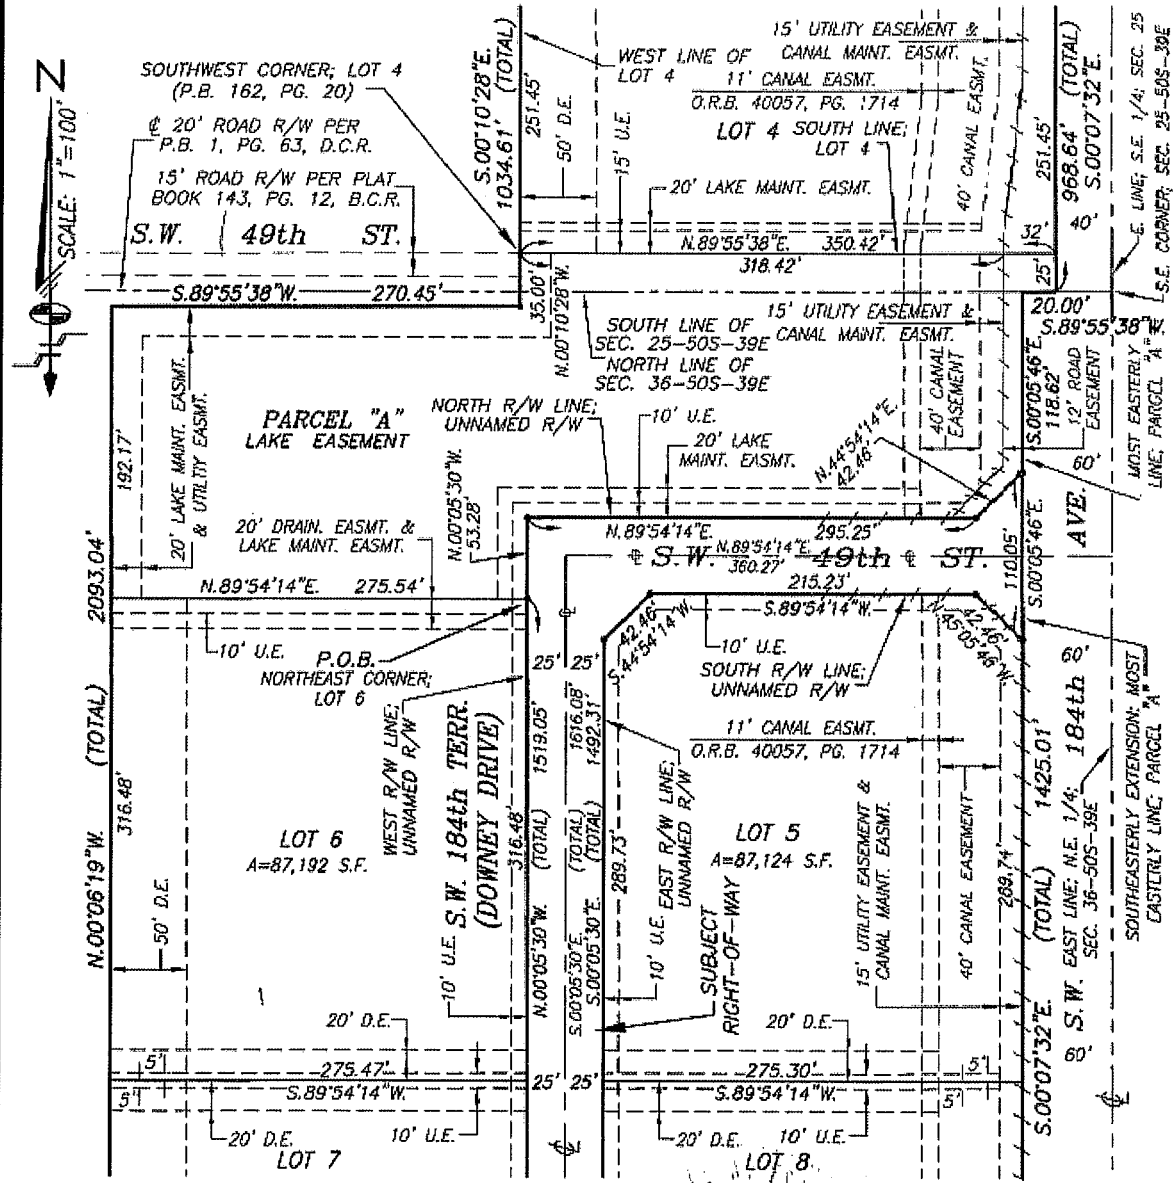 N
SCALE: 1"=100'
SOUTHWEST CORNER; LOT 4
(P.B. 162, PG. 20)
℄ 20' ROAD R/W PER
P.B. 1, PG. 63, D.C.R.
15' ROAD R/W PER PLAT
BOOK 143, PG. 12, B.C.R.
S.W. 49th ST.
S.89°55'38"W. 270.45'
S.00°10'28"E.
1034.61' (TOTAL)
251.45'
50' D.E.
15' U.E.
WEST LINE OF
LOT 4
15' UTILITY EASEMENT &
CANAL MAINT. EASMT.
11' CANAL EASMT.
O.R.B. 40057, PG. 1714
LOT 4
SOUTH LINE;
LOT 4
20' LAKE MAINT. EASMT.
40' CANAL EASMT.
N.89°55'38"E. 350.42'
318.42'
32'
25'
40'
251.45'
968.64' (TOTAL)
S.00°07'32"E.
E. LINE; S.E. 1/4; SEC. 25
S.E. CORNER; SEC. 25-50S-39E
35.00'
N.00°10'28"W.
SOUTH LINE OF
SEC. 25-50S-39E
NORTH LINE OF
SEC. 36-50S-39E
15' UTILITY EASEMENT &
CANAL MAINT. EASMT.
20.00'
S.89°55'38"W.
S.00°05'46"E.
118.62'
12' ROAD
EASEMENT
MOST EASTERLY
LINE, PARCEL "A"
40' CANAL
EASEMENT
N.44°54'14"E.
42.46'
60'
PARCEL "A"
LAKE EASEMENT
192.17'
20' LAKE MAINT. EASMT.
& UTILITY EASMT.
NORTH R/W LINE;
UNNAMED R/W
10' U.E.
20' LAKE
MAINT. EASMT.
N.00°05'30"W.
53.28'
20' DRAIN. EASMT. &
LAKE MAINT. EASMT.
N.89°54'14"E. 295.25'
℄ S.W. 49th ℄ ST.
N.89°54'14"E.
360.27'
215.23'
S.89°54'14"W.
110.05'
S.00°05'46"E.
AVE.
2093.04'
N.89°54'14"E. 275.54'
10' U.E.
P.O.B.
NORTHEAST CORNER;
LOT 6
42.46'
S.44°54'14"W.
10' U.E.
SOUTH R/W LINE;
UNNAMED R/W
42.46'
N.45°05'46"W.
25' 25'
℄
60'
184th
SOUTHEASTERLY EXTENSION; MOST
EASTERLY LINE; PARCEL "A"
(TOTAL)
316.48'
N.00°06'19"W.
WEST R/W LINE;
UNNAMED R/W
S.W. 184th TERR.
(DOWNEY DRIVE)
316.48'
1519.05'
(TOTAL)
N.00°05'30"W.
1616.08'
(TOTAL)
S.00°05'30"E.
1492.31'
(TOTAL)
S.00°05'30"E.
289.73'
EAST R/W LINE;
UNNAMED R/W
10' U.E.
11' CANAL EASMT.
O.R.B. 40057, PG. 1714
LOT 6
A=87,192 S.F.
LOT 5
A=87,124 S.F.
SUBJECT
RIGHT-OF-WAY
15' UTILITY EASEMENT &
CANAL MAINT. EASMT.
40' CANAL EASEMENT
289.74'
1425.01'
(TOTAL)
S.00°07'32"E.
S.W.
EAST LINE; N.E. 1/4;
SEC. 36-50S-39E
60'
℄
50' D.E.
10' U.E.
20' D.E.
20' D.E.
5'
275.47'
S.89°54'14"W.
5'
25' 25'
275.30'
S.89°54'14"W.
5'
5'
20' D.E.
10' U.E.
LOT 7
℄
20' D.E.
10' U.E.
LOT 8